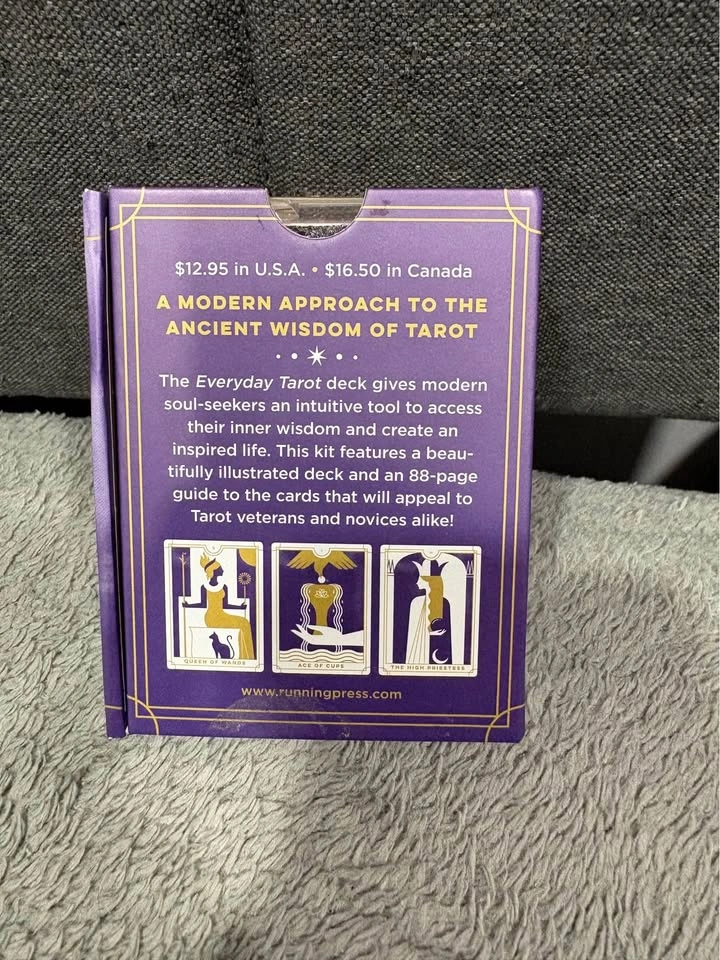 $12.95 in U.S.A. • $16.50 in Canada
A MODERN APPROACH TO THE
ANCIENT WISDOM OF TAROT
The Everyday Tarot deck gives modern
soul-seekers an intuitive tool to access
their inner wisdom and create an
inspired life. This kit features a beau-
tifully illustrated deck and an 88-page
guide to the cards that will appeal to
Tarot veterans and novices alike!
QUEEN OF WANDS
ACE OF CUPS
THE HIGH PRIESTESS
www.runningpress.com